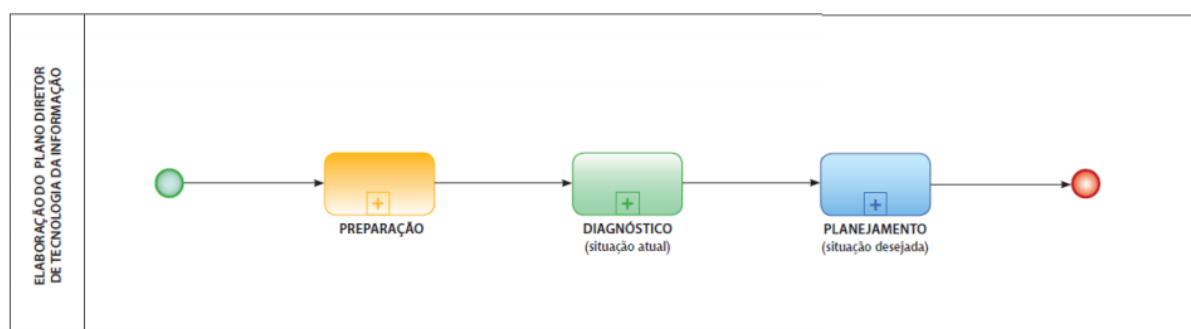 ELABORAÇÃO DO PLANO DIRETOR
DE TECNOLOGIA DA INFORMAÇÃO
PREPARAÇÃO
DIAGNÓSTICO
(situação atual)
PLANEJAMENTO
(situação desejada)